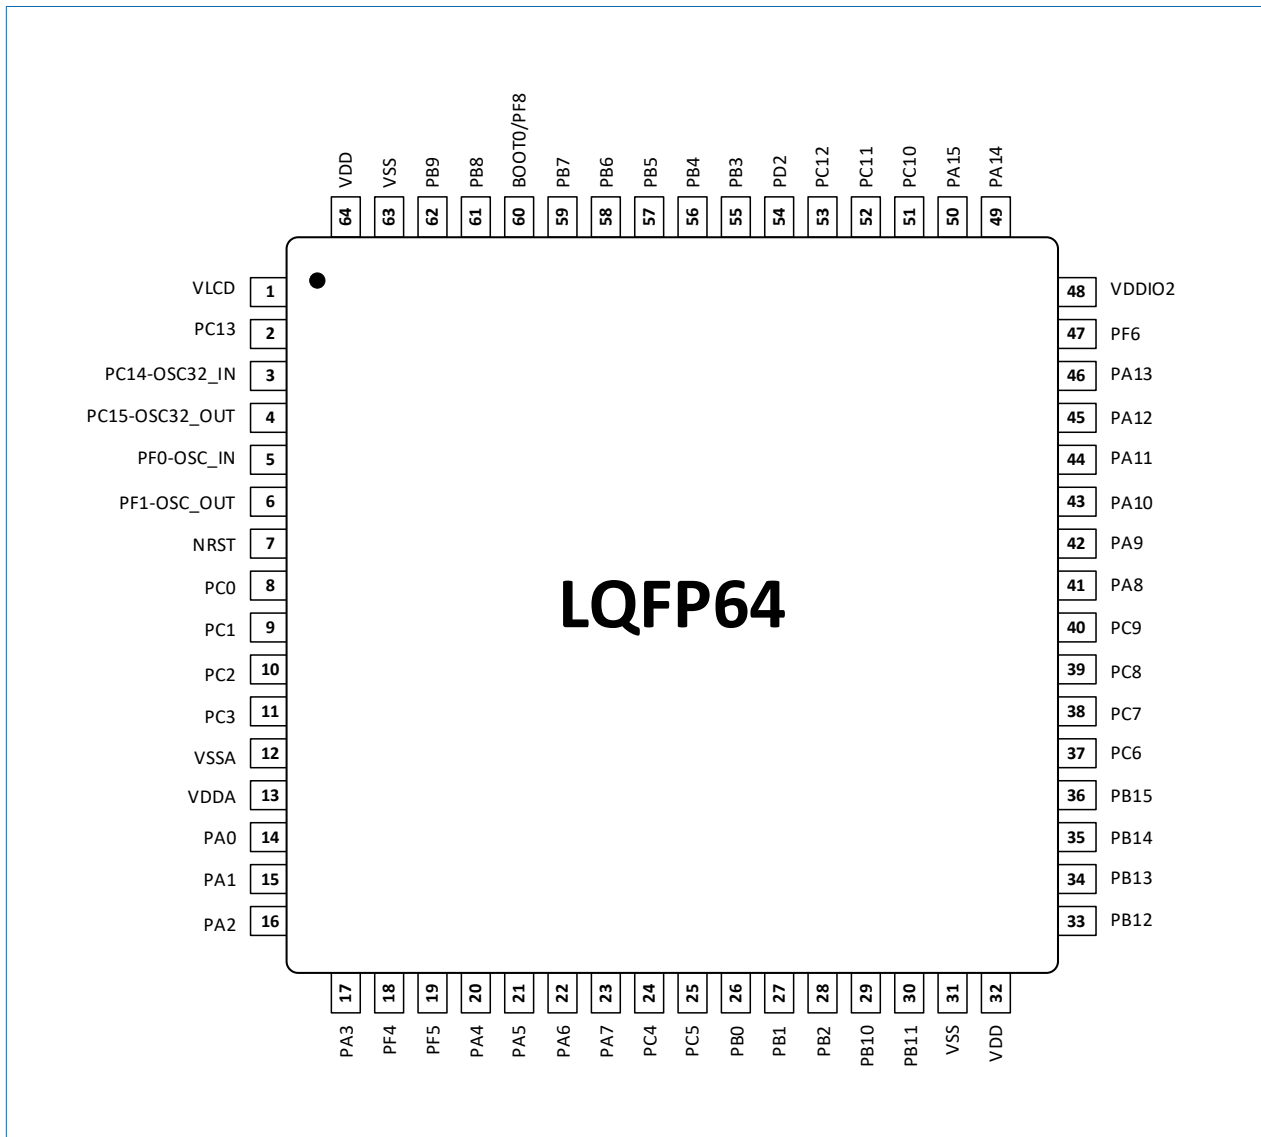 VDD
VSS
PB9
PB8
BOOT0/PF8
PB7
PB6
PB5
PB4
PB3
PD2
PC12
PC11
PC10
PA15
PA14
64
63
62
61
60
59
58
57
56
55
54
53
52
51
50
49
VLCD 1
PC13 2
PC14-OSC32_IN 3
PC15-OSC32_OUT 4
PF0-OSC_IN 5
PF1-OSC_OUT 6
NRST 7
PC0 8
PC1 9
PC2 10
PC3 11
VSSA 12
VDDA 13
PA0 14
PA1 15
PA2 16
LQFP64
48 VDDIO2
47 PF6
46 PA13
45 PA12
44 PA11
43 PA10
42 PA9
41 PA8
40 PC9
39 PC8
38 PC7
37 PC6
36 PB15
35 PB14
34 PB13
33 PB12
17
18
19
20
21
22
23
24
25
26
27
28
29
30
31
32
PA3
PF4
PF5
PA4
PA5
PA6
PA7
PC4
PC5
PB0
PB1
PB2
PB10
PB11
VSS
VDD